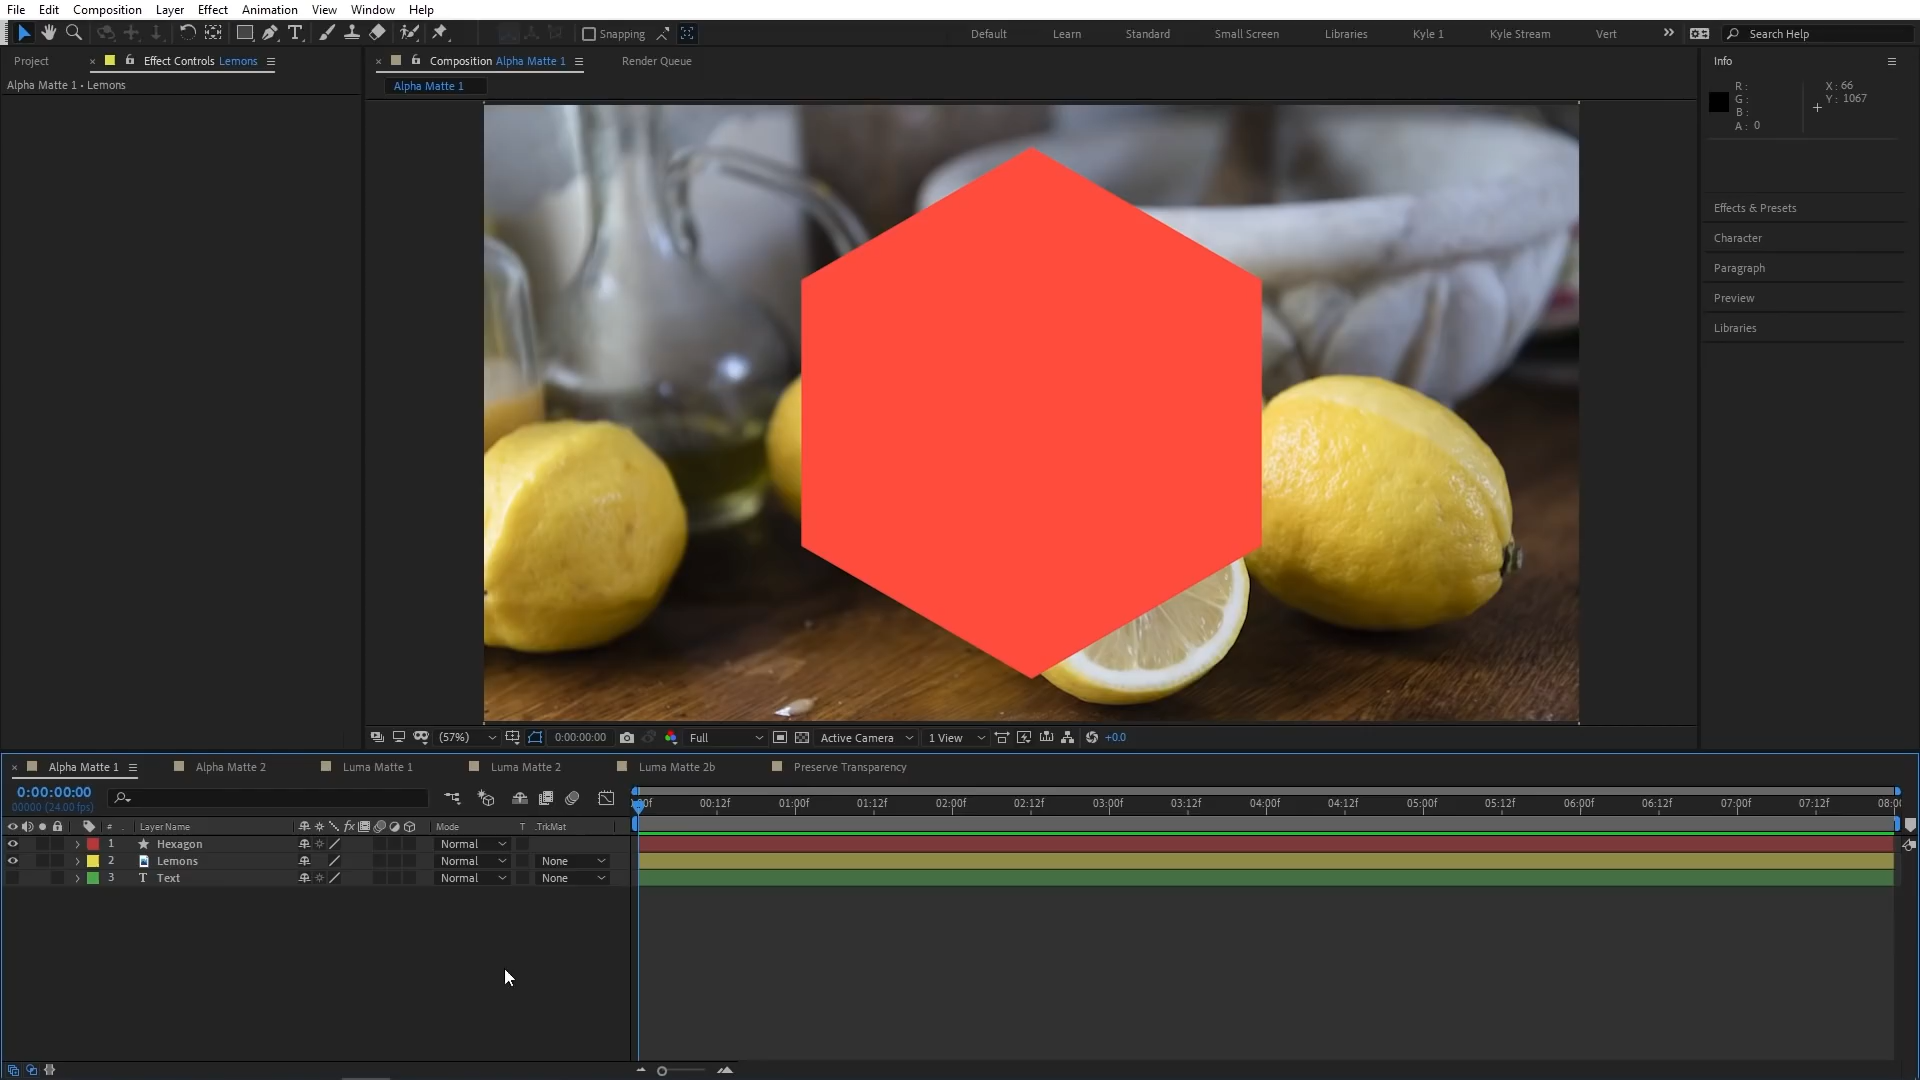 File Edit Composition Layer Effect Animation View Window Help
Snapping Default Learn Standard Small Screen Libraries Kyle 1 Kyle Stream Vert Search Help
Project Effect Controls Lemons
Alpha Matte 1 • Lemons
Composition Alpha Matte 1 Render Queue
Alpha Matte 1
Info
R: X: 66
G: Y: 1067
B:
A: 0
Effects & Presets
Character
Paragraph
Preview
Libraries
(57%) 0:00:00:00 Full Active Camera 1 View +0.0
Alpha Matte 1 Alpha Matte 2 Luma Matte 1 Luma Matte 2 Luma Matte 2b Preserve Transparency
0:00:00:00
00000 (24.00 fps)
00:12f 01:00f 01:12f 02:00f 02:12f 03:00f 03:12f 04:00f 04:12f 05:00f 05:12f 06:00f 06:12f 07:00f 07:12f
# Layer Name fx Mode T .TrkMat
1 Hexagon Normal
2 Lemons Normal None
3 T Text Normal None